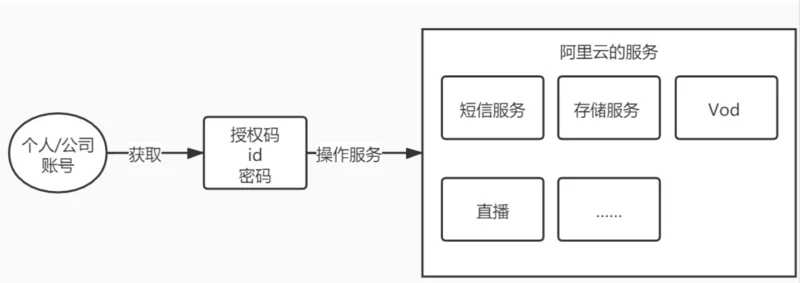 阿里云的服务
短信服务
存储服务
Vod
个人/公司
账号
获取
授权码
id
密码
操作服务
直播
......